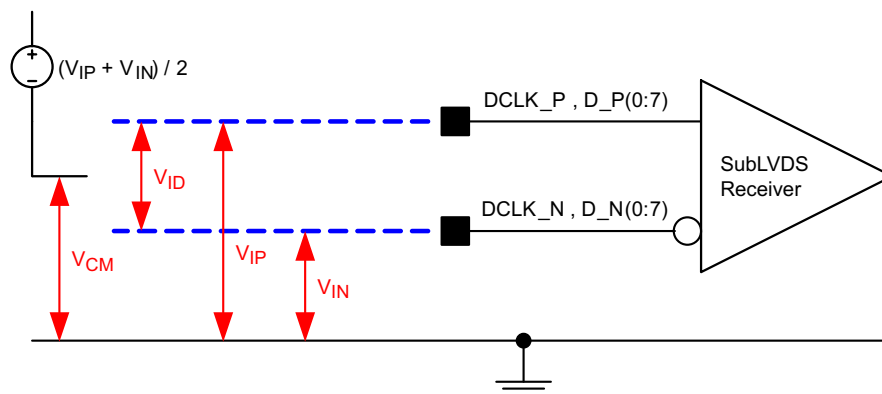 (VIP + VIN) / 2
DCLK_P , D_P(0:7)
SubLVDS
Receiver
VID
DCLK_N , D_N(0:7)
VCM
VIP
VIN